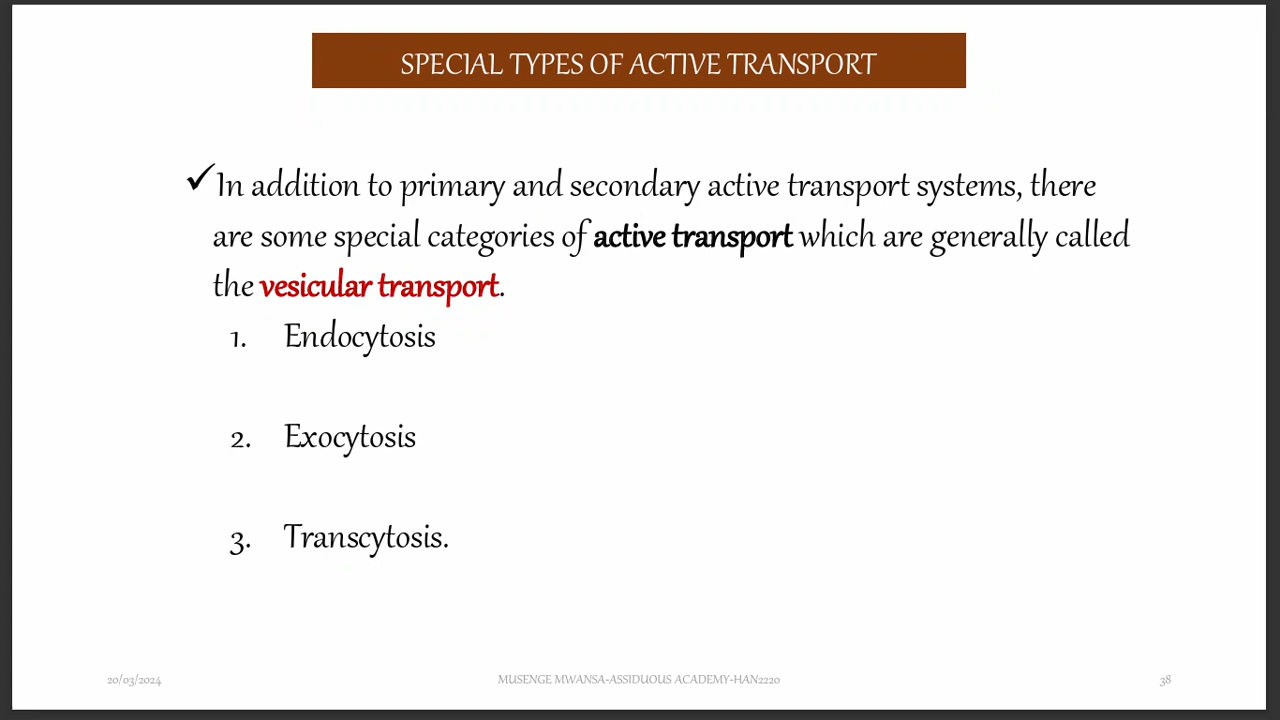 SPECIAL TYPES OF ACTIVE TRANSPORT
✓In addition to primary and secondary active transport systems, there
are some special categories of active transport which are generally called
the vesicular transport.
1. Endocytosis
2. Exocytosis
3. Transcytosis.
20/03/2024 MUSENGE MWANSA-ASSIDUOUS ACADEMY-HAN2220 38